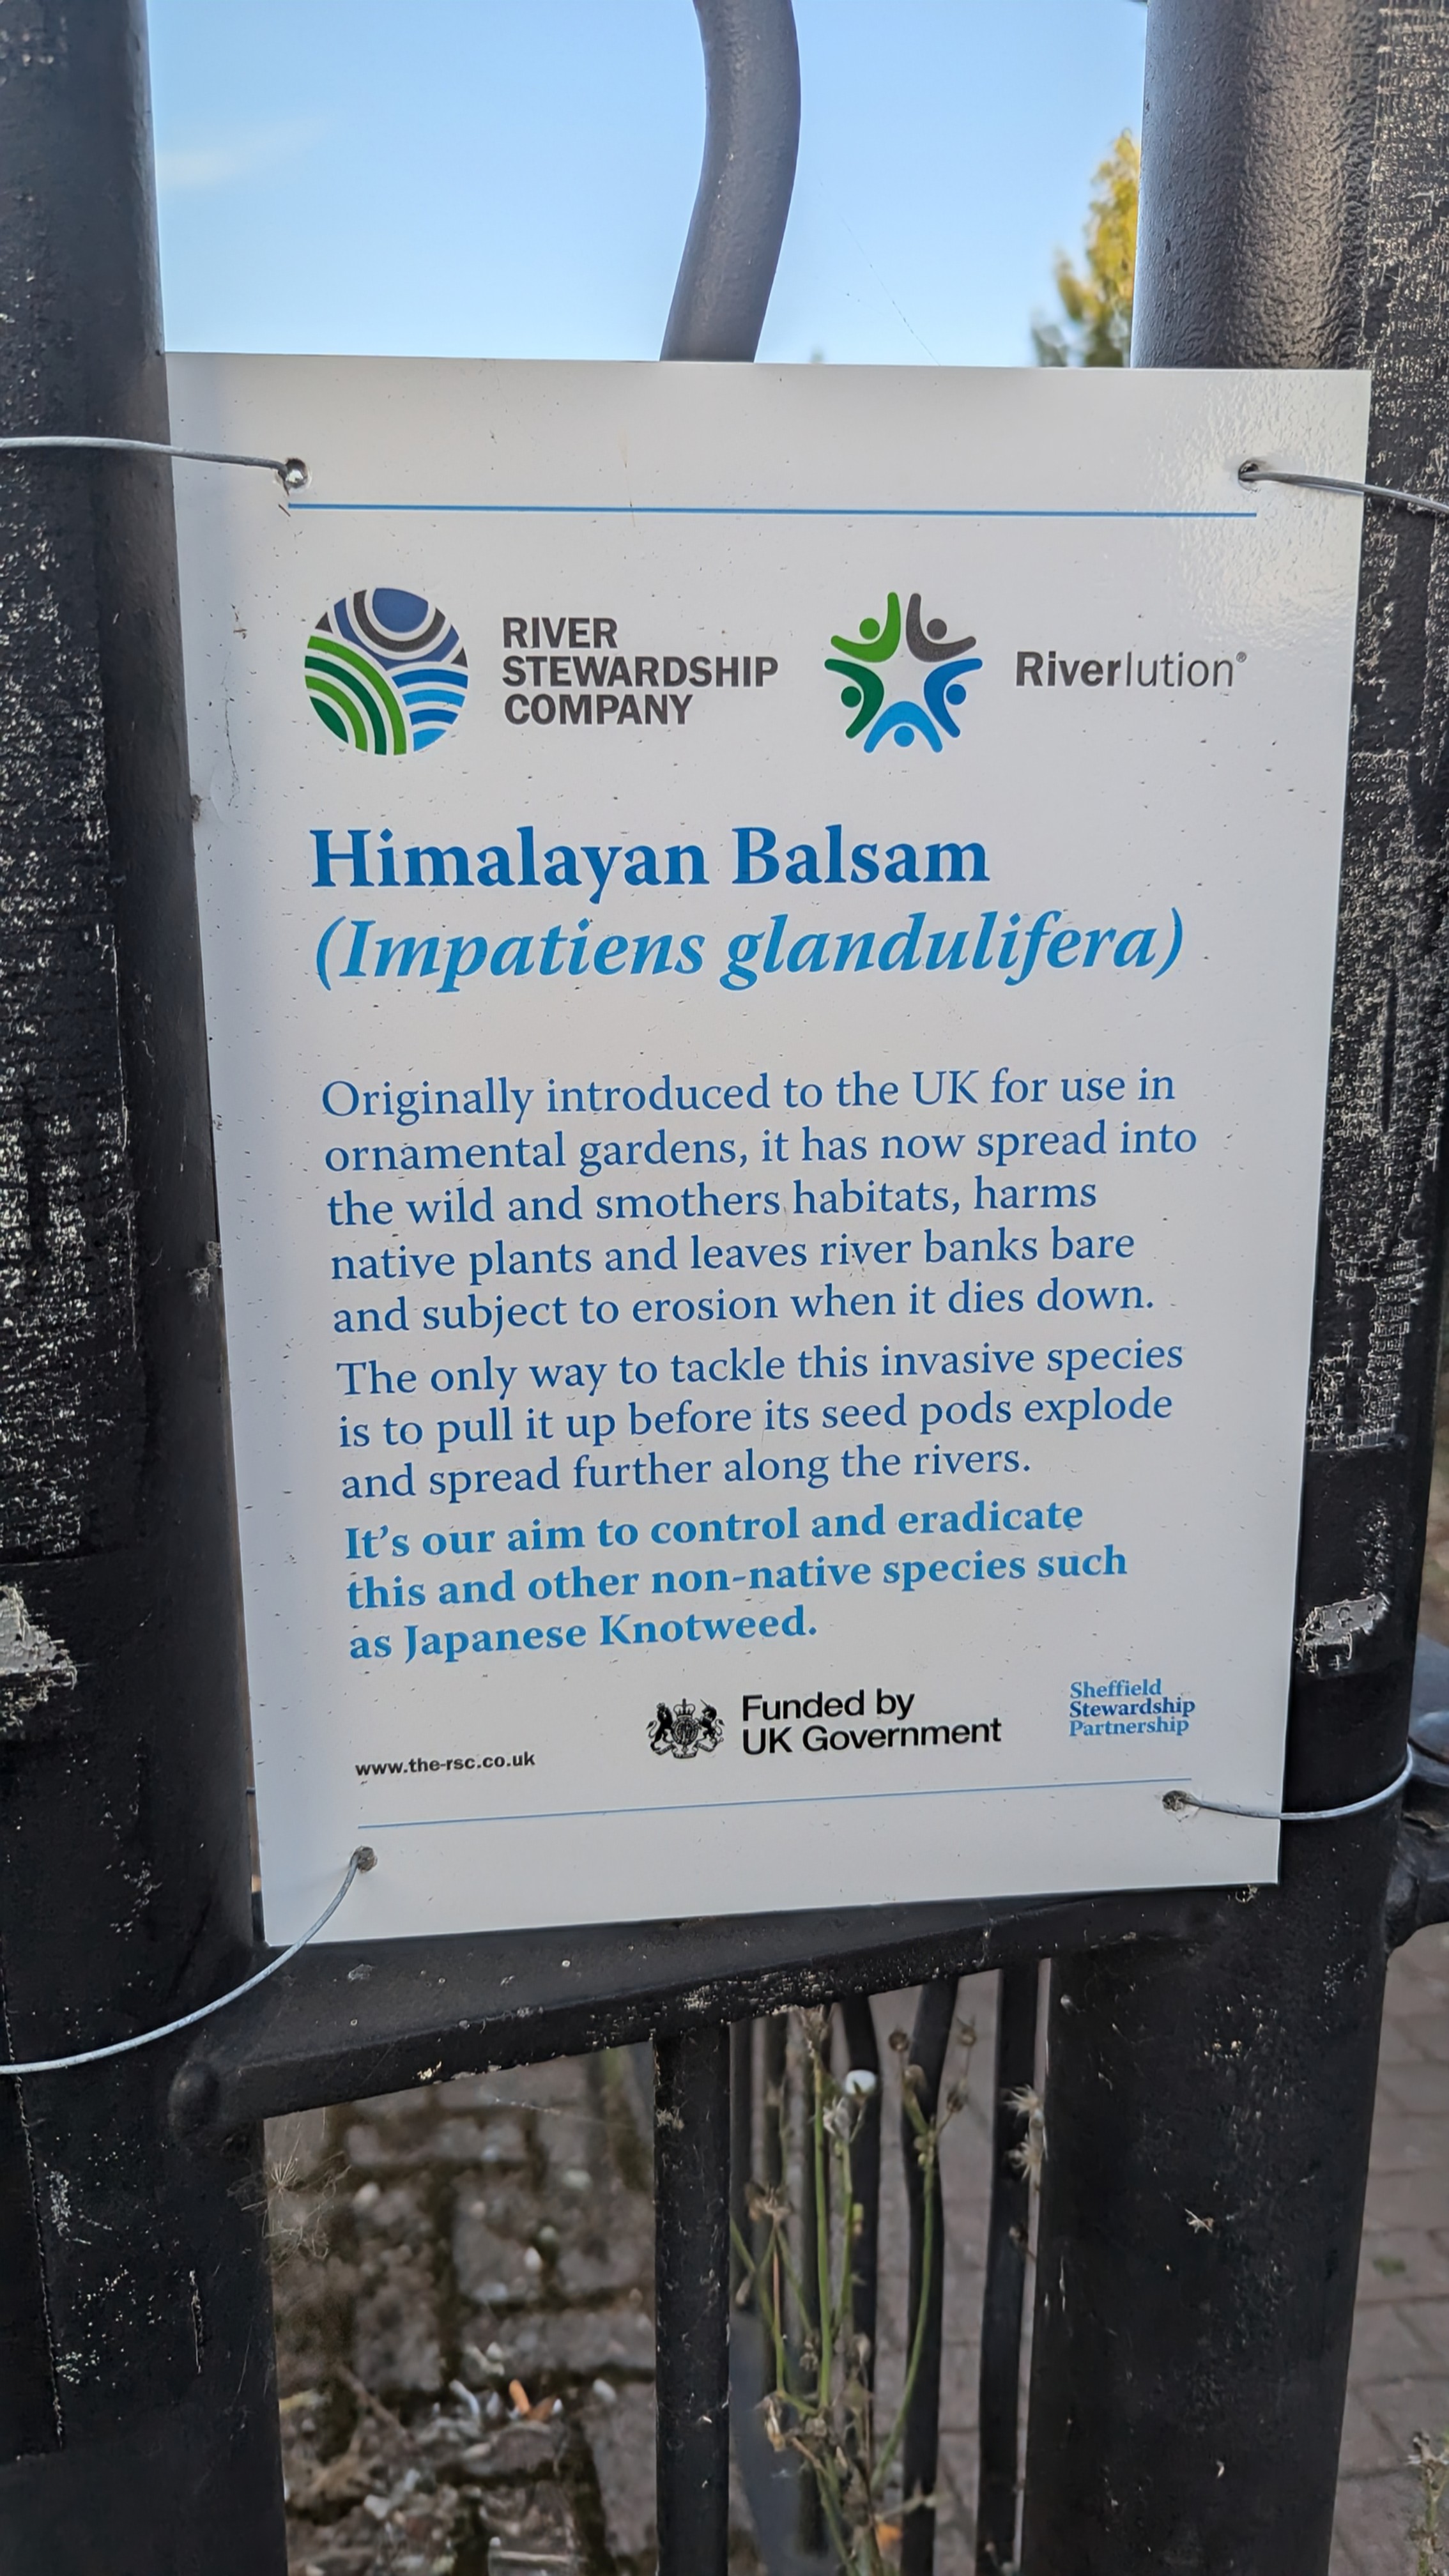 RIVER
STEWARDSHIP
COMPANY
Riverlution®
Himalayan Balsam
(Impatiens glandulifera)
Originally introduced to the UK for use in
ornamental gardens, it has now spread into
the wild and smothers habitats, harms
native plants and leaves river banks bare
and subject to erosion when it dies down.
The only way to tackle this invasive species
is to pull it up before its seed pods explode
and spread further along the rivers.
It's our aim to control and eradicate
this and other non-native species such
as Japanese Knotweed.
www.the-rsc.co.uk
Funded by
UK Government
Sheffield
Stewardship
Partnership